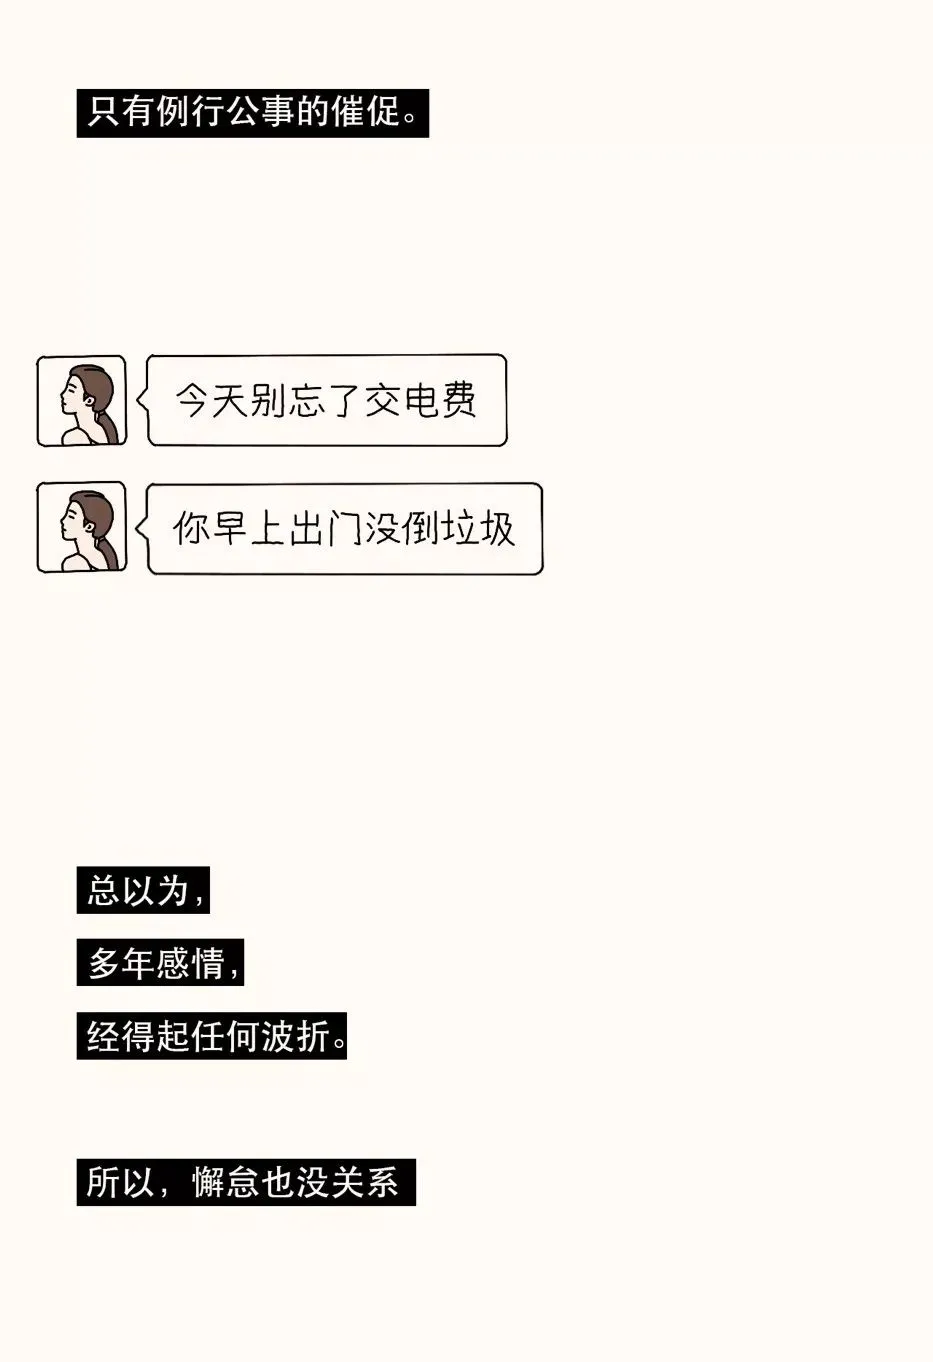 只有例行公事的催促。
今天别忘了交电费
你早上出门没倒垃圾
总以为，
多年感情，
经得起任何波折。
所以，懈怠也没关系